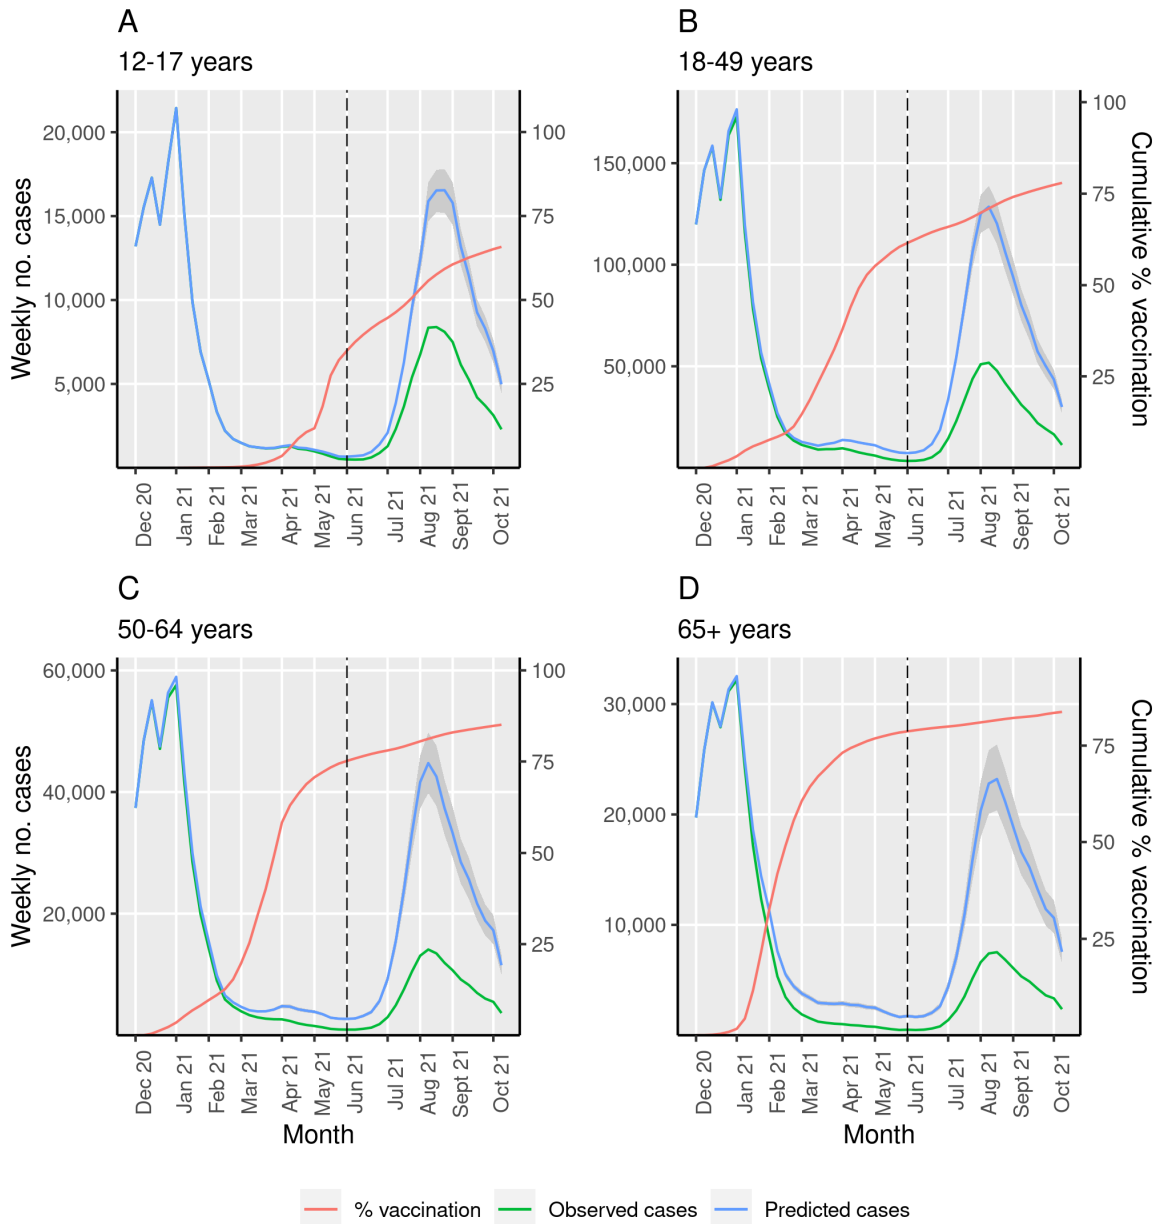 A
12-17 years
B
18-49 years
Weekly no. cases
20,000
15,000
10,000
5,000
100
75
50
25
150,000
100,000
50,000
100
75
50
25
Cumulative % vaccination
Dec 20
Jan 21
Feb 21
Mar 21
Apr 21
May 21
Jun 21
Jul 21
Aug 21
Sept 21
Oct 21
Dec 20
Jan 21
Feb 21
Mar 21
Apr 21
May 21
Jun 21
Jul 21
Aug 21
Sept 21
Oct 21
C
50-64 years
D
65+ years
Weekly no. cases
60,000
40,000
20,000
100
75
50
25
30,000
20,000
10,000
75
50
25
Cumulative % vaccination
Dec 20
Jan 21
Feb 21
Mar 21
Apr 21
May 21
Jun 21
Jul 21
Aug 21
Sept 21
Oct 21
Dec 20
Jan 21
Feb 21
Mar 21
Apr 21
May 21
Jun 21
Jul 21
Aug 21
Sept 21
Oct 21
Month
Month
% vaccination
Observed cases
Predicted cases